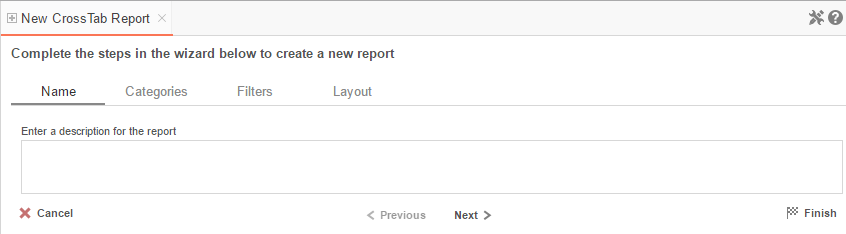 New CrossTab Report
Complete the steps in the wizard below to create a new report
Name Categories Filters Layout
Enter a description for the report
Cancel Previous Next Finish